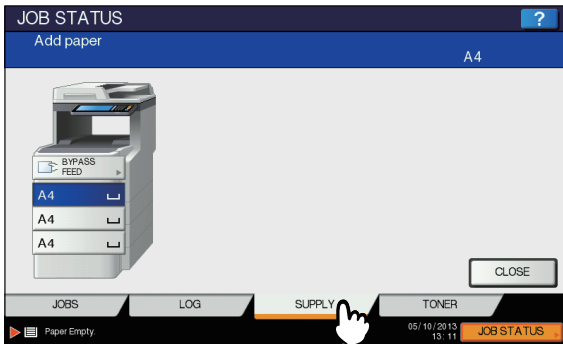 JOB STATUS
?
Add paper
A4
BYPASS
FEED
A4
A4
A4
CLOSE
JOBS
LOG
SUPPLY
TONER
Paper Empty.
05/10/2013
13:11
JOB STATUS